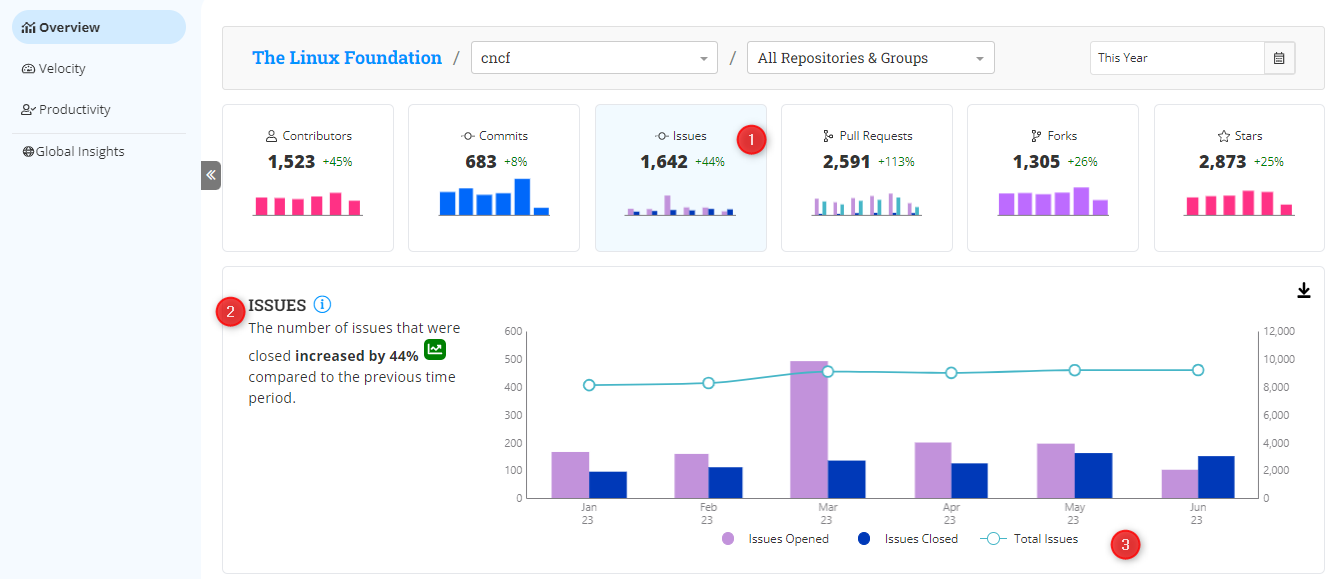 Overview
Velocity
Productivity
Global Insights
The Linux Foundation / cncf / All Repositories & Groups This Year
Contributors
1,523 +45%
Commits
683 +8%
Issues
1,642 +44%
1
Pull Requests
2,591 +113%
Forks
1,305 +26%
Stars
2,873 +25%
2
ISSUES
The number of issues that were
closed increased by 44%
compared to the previous time
period.
600
500
400
300
200
100
0
12,000
10,000
8,000
6,000
4,000
2,000
0
Jan
23
Feb
23
Mar
23
Apr
23
May
23
Jun
23
Issues Opened Issues Closed Total Issues
3